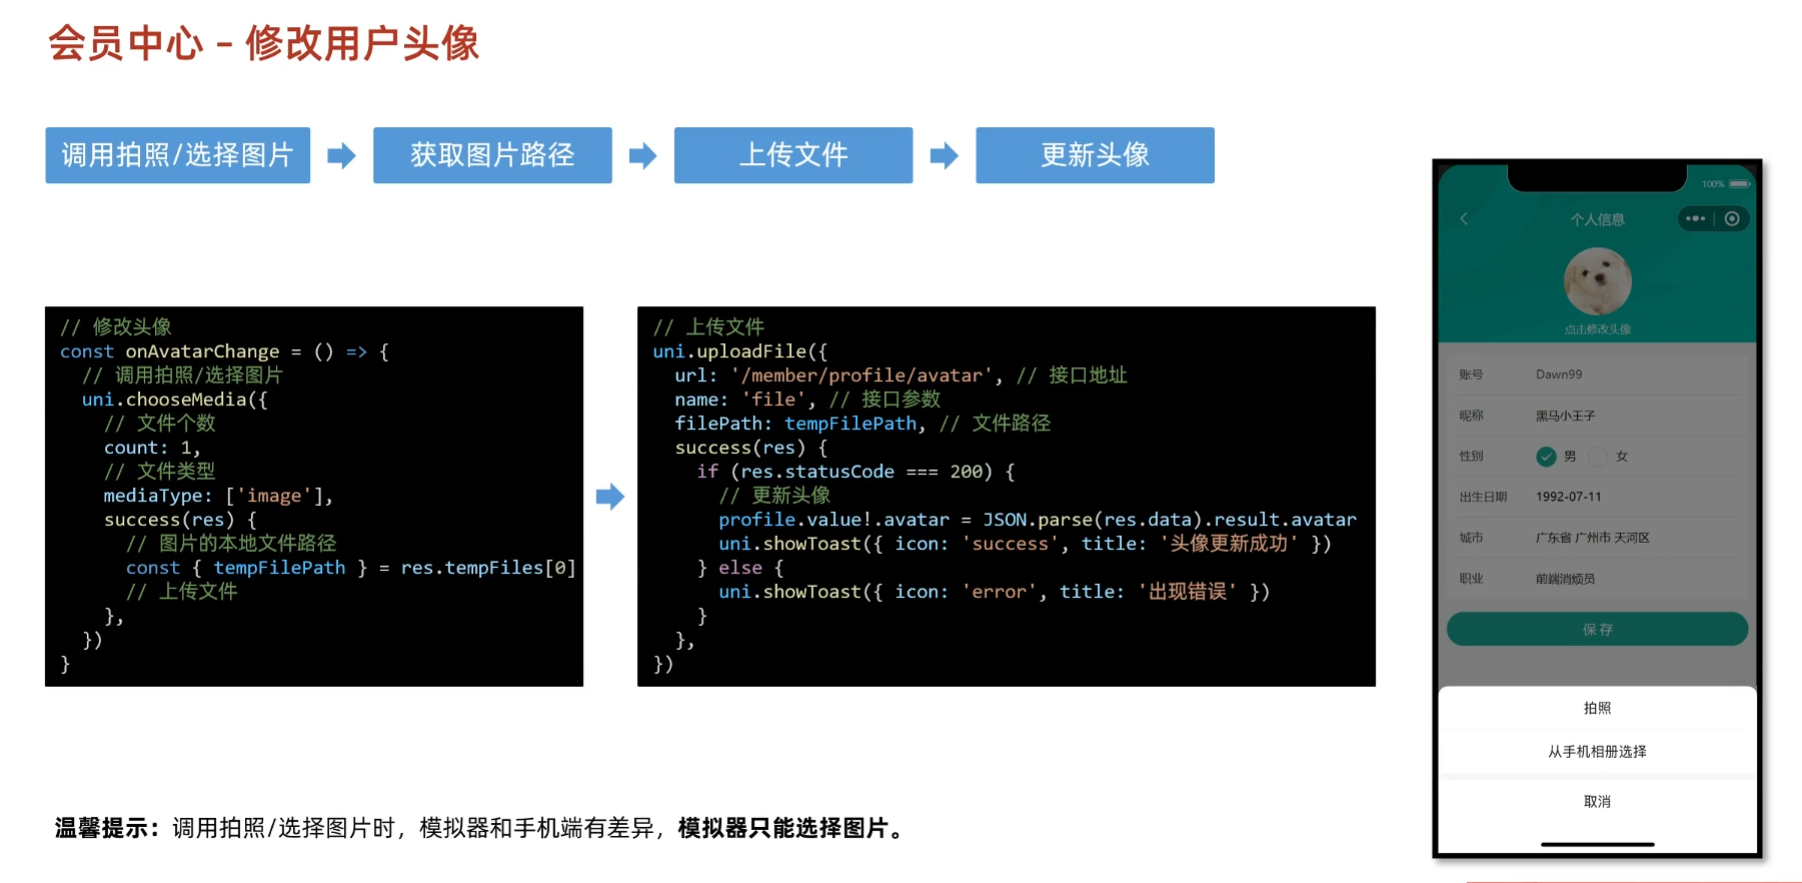 会员中心 - 修改用户头像
调用拍照/选择图片
获取图片路径
上传文件
更新头像
// 修改头像
const onAvatarChange = () => {
  // 调用拍照/选择图片
  uni.chooseMedia({
    // 文件个数
    count: 1,
    // 文件类型
    mediaType: ['image'],
    success(res) {
      // 图片的本地文件路径
      const { tempFilePath } = res.tempFiles[0]
      // 上传文件
    },
  })
}
// 上传文件
uni.uploadFile({
  url: '/member/profile/avatar', // 接口地址
  name: 'file', // 接口参数
  filePath: tempFilePath, // 文件路径
  success(res) {
    if (res.statusCode === 200) {
      // 更新头像
      profile.value!.avatar = JSON.parse(res.data).result.avatar
      uni.showToast({ icon: 'success', title: '头像更新成功' })
    } else {
      uni.showToast({ icon: 'error', title: '出现错误' })
    }
  },
})
100%
个人信息
点击修改头像
账号 Dawn99
昵称 黑马小王子
性别 男 女
出生日期 1992-07-11
城市 广东省 广州市 天河区
职业 前端消烦员
保存
拍照
从手机相册选择
取消
温馨提示：调用拍照/选择图片时，模拟器和手机端有差异，模拟器只能选择图片。